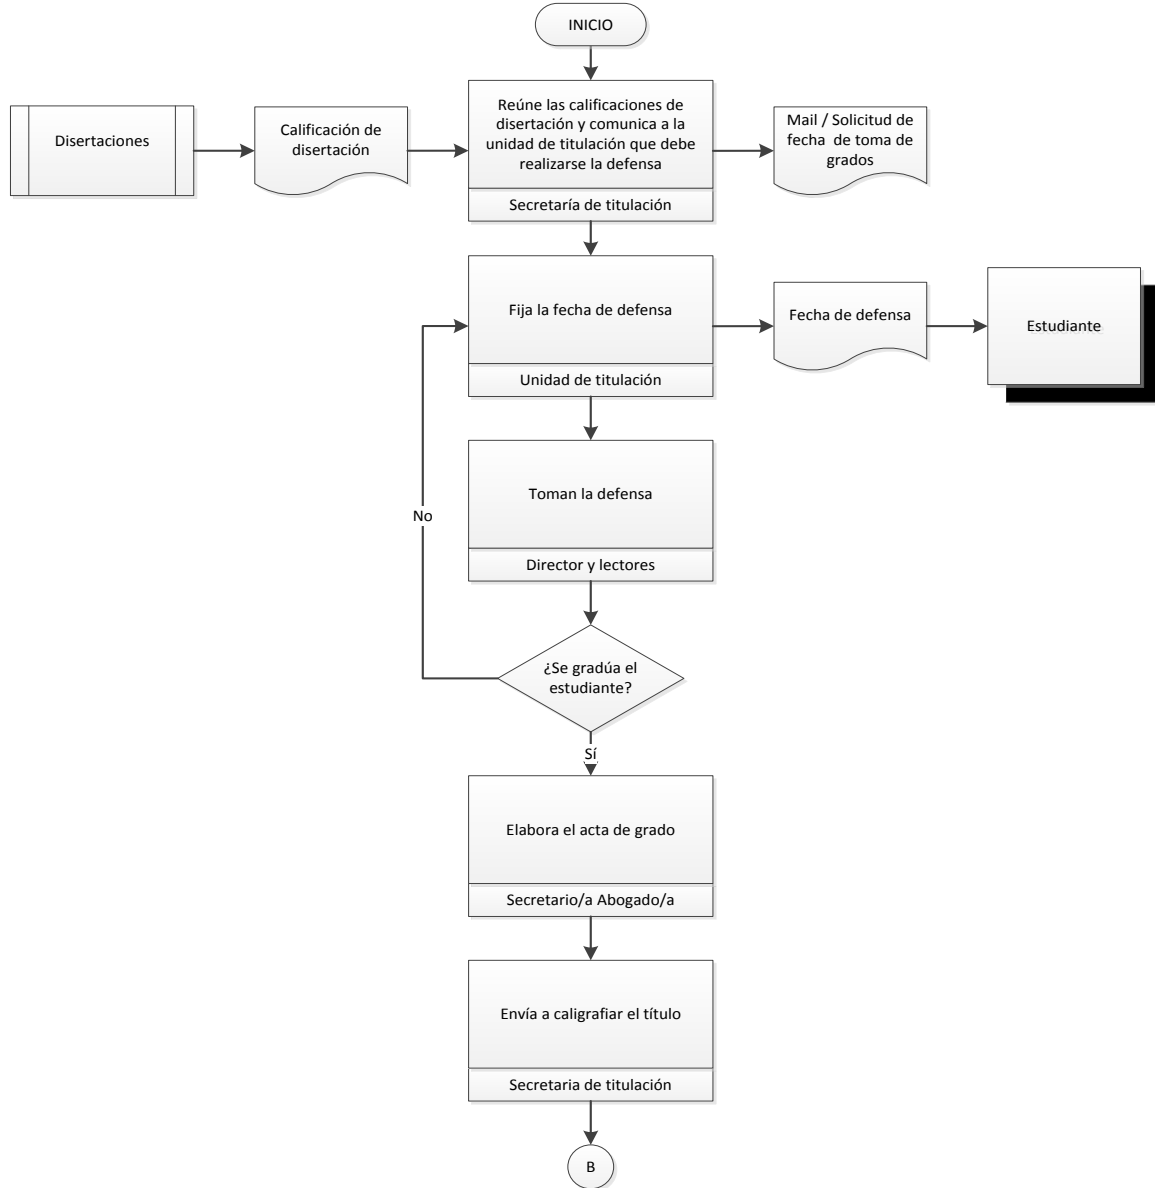 INICIO
Disertaciones
Calificación de
disertación
Reúne las calificaciones de
disertación y comunica a la
unidad de titulación que debe
realizarse la defensa
Secretaría de titulación
Mail / Solicitud de
fecha de toma de
grados
Fija la fecha de defensa
Unidad de titulación
Fecha de defensa
Estudiante
Toman la defensa
Director y lectores
No
¿Se gradúa el
estudiante?
Sí
Elabora el acta de grado
Secretario/a Abogado/a
Envía a caligrafiar el título
Secretaria de titulación
B